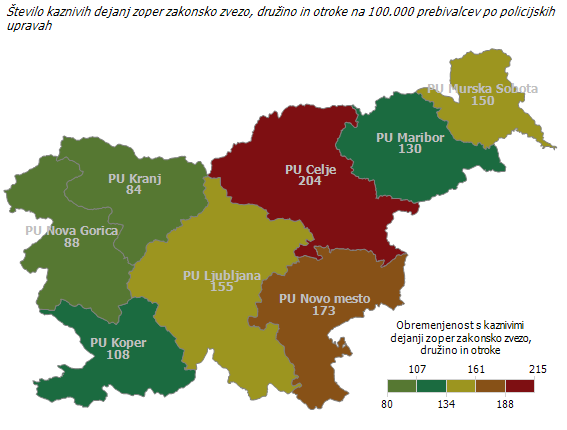 Število kaznivih dejanj zoper zakonsko zvezo, družino in otroke na 100.000 prebivalcev po policijskih
upravah
PU Murska Sobota
150
PU Maribor
130
PU Celje
204
PU Kranj
84
PU Nova Gorica
88
PU Ljubljana
155
PU Novo mesto
173
PU Koper
108
Obremenjenost s kaznivimi
dejanji zoper zakonsko zvezo,
družino in otroke
107 161 215
80 134 188